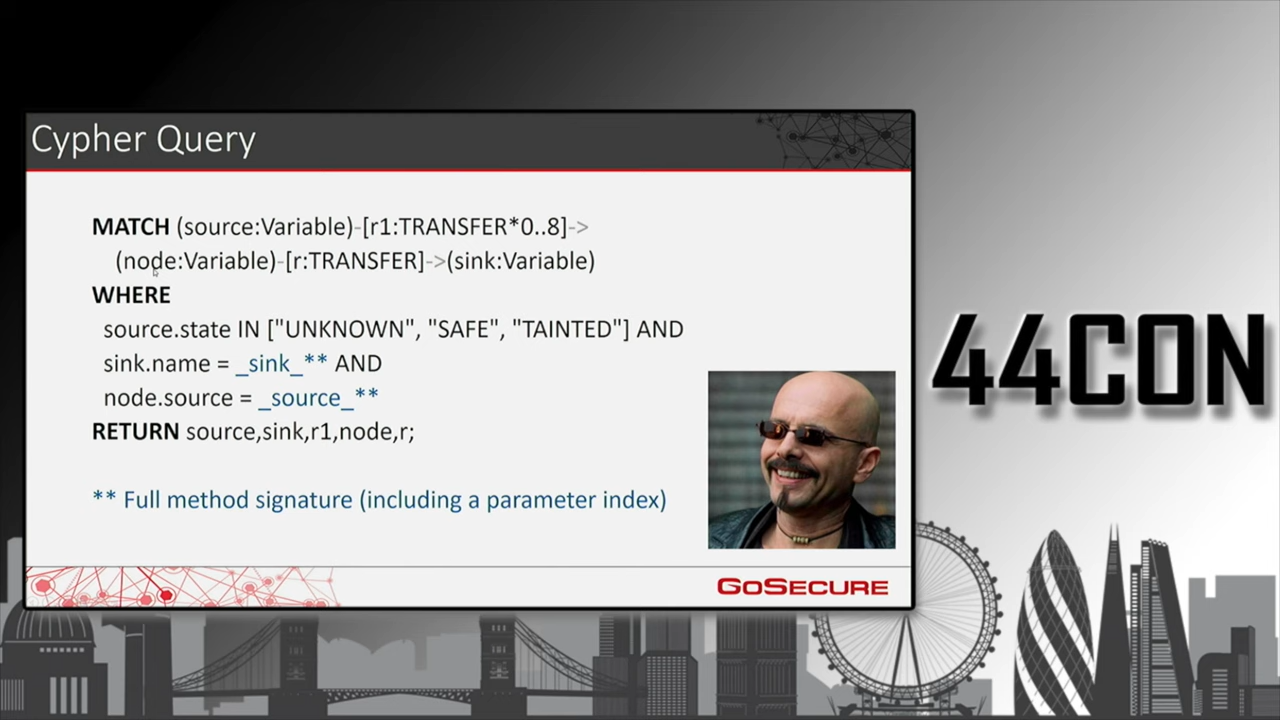 Cypher Query
MATCH (source:Variable)-[r1:TRANSFER*0..8]->
(node:Variable)-[r:TRANSFER]->(sink:Variable)
WHERE
source.state IN ["UNKNOWN", "SAFE", "TAINTED"] AND
sink.name = _sink_** AND
node.source = _source_**
RETURN source,sink,r1,node,r;
** Full method signature (including a parameter index)
GOSECURE
44CON